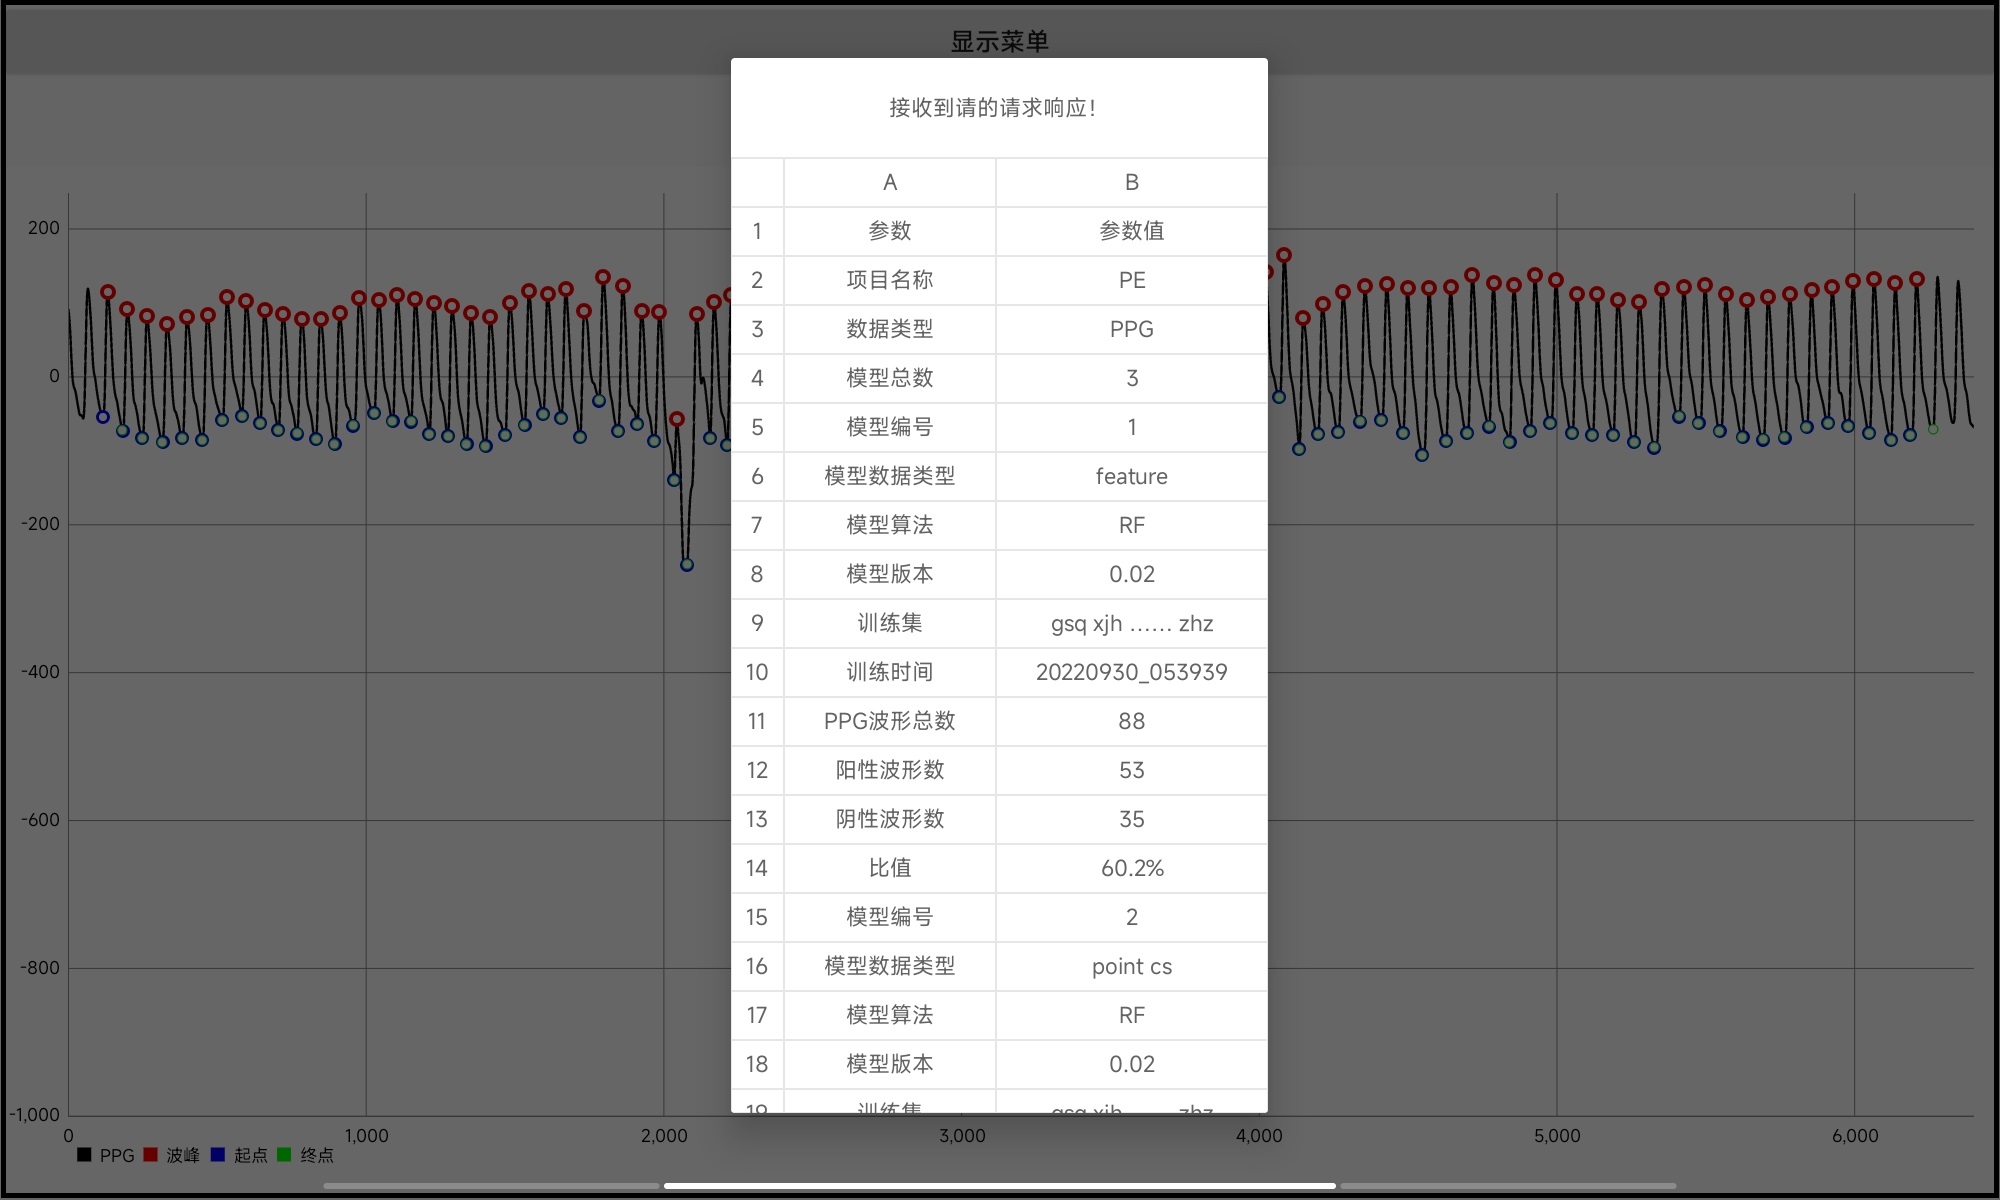 显示菜单
接收到请的请求响应！
A B
1 参数 参数值
2 项目名称 PE
3 数据类型 PPG
4 模型总数 3
5 模型编号 1
6 模型数据类型 feature
7 模型算法 RF
8 模型版本 0.02
9 训练集 gsq xjh …… zhz
10 训练时间 20220930_053939
11 PPG波形总数 88
12 阳性波形数 53
13 阴性波形数 35
14 比值 60.2%
15 模型编号 2
16 模型数据类型 point cs
17 模型算法 RF
18 模型版本 0.02
19 训练集 gsq xjh zhz
200
0
-200
-400
-600
-800
-1,000
0 1,000 2,000 3,000 4,000 5,000 6,000
PPG 波峰 起点 终点